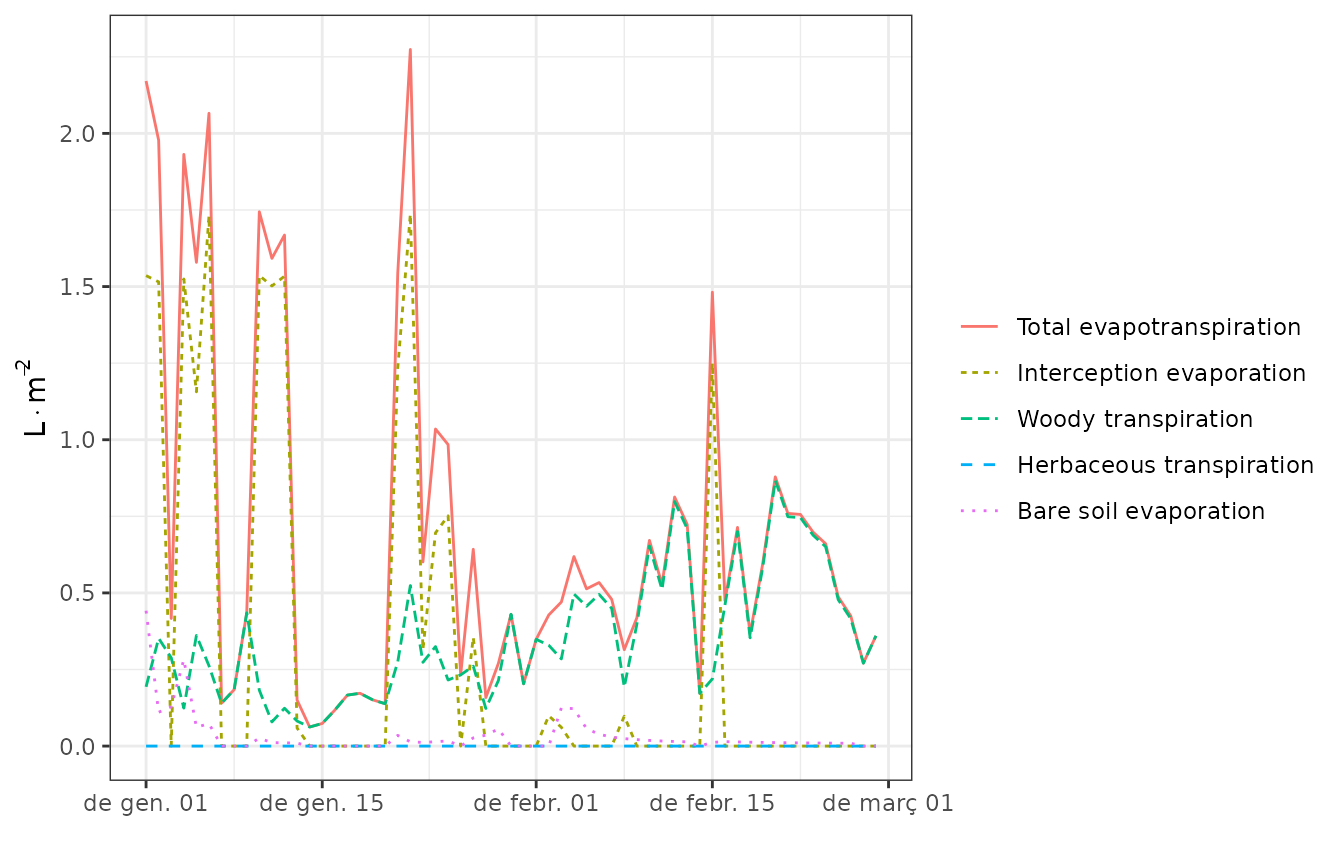 L·m⁻²
2.0
1.5
1.0
0.5
0.0
de gen. 01
de gen. 15
de febr. 01
de febr. 15
de març 01
Total evapotranspiration
Interception evaporation
Woody transpiration
Herbaceous transpiration
Bare soil evaporation